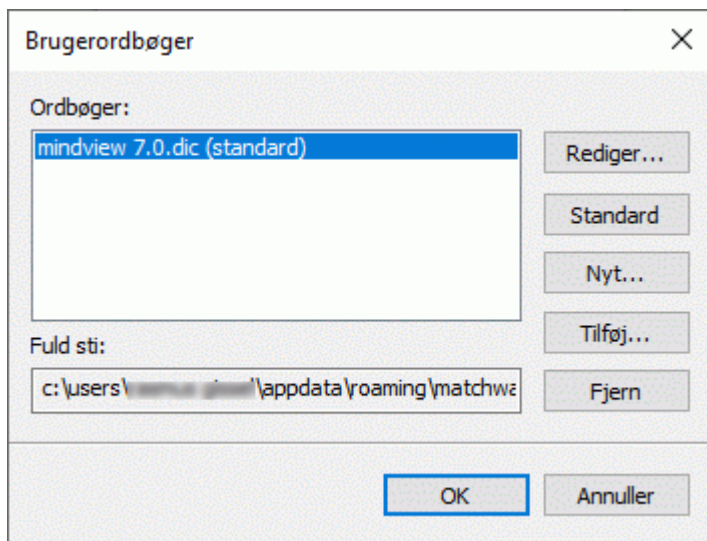 Brugerordbøger
Ordbøger:
mindview 7.0.dic (standard)
Rediger...
Standard
Nyt...
Tilføj...
Fjern
Fuld sti:
c:\users\ \appdata\roaming\matchwa
OK
Annuller